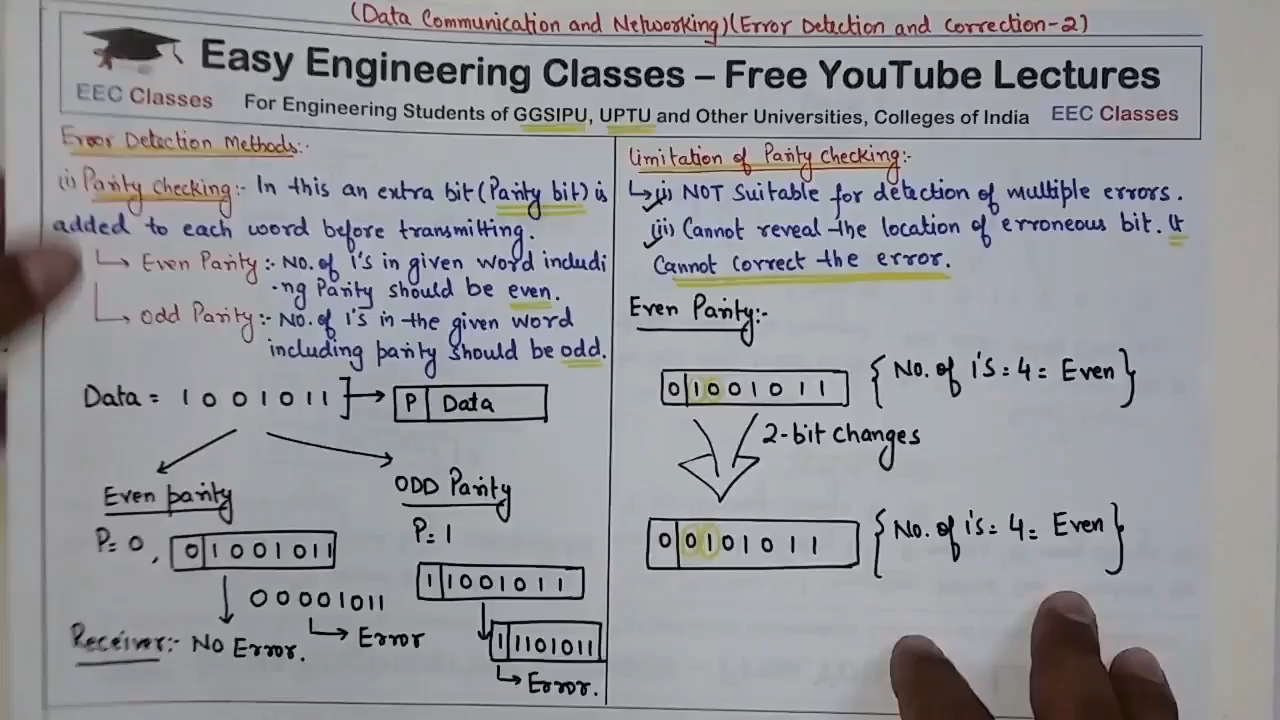 (Data Communication and Networking)(Error Detection and Correction-2)
Easy Engineering Classes – Free YouTube Lectures
EEC Classes For Engineering Students of GGSIPU, UPTU and Other Universities, Colleges of India EEC Classes
Error Detection Methods:-
(i) Parity checking:- In this an extra bit (Parity bit) is
added to each word before transmitting.
↳ Even Parity:- No. of 1's in given word includi
-ng Parity should be even.
↳ Odd Parity:- No. of 1's in the given word
including parity should be odd.
Data = 1 0 0 1 0 1 1 ]→ P Data
Even parity
P=0, 0 1 0 0 1 0 1 1
0 0 0 0 1 0 1 1
↳ Error
Receiver:- No Error.
ODD Parity
P=1
1 1 0 0 1 0 1 1
1 1 1 0 1 0 1 1
↳ Error.
Limitation of Parity checking:-
↳ (i) NOT Suitable for detection of multiple errors.
(ii) Cannot reveal the location of erroneous bit. It
Cannot correct the error.
Even Parity:-
0 1 0 0 1 0 1 1 { No. of 1's = 4 = Even }
2-bit changes
0 0 1 0 1 0 1 1 { No. of 1's = 4 = Even }